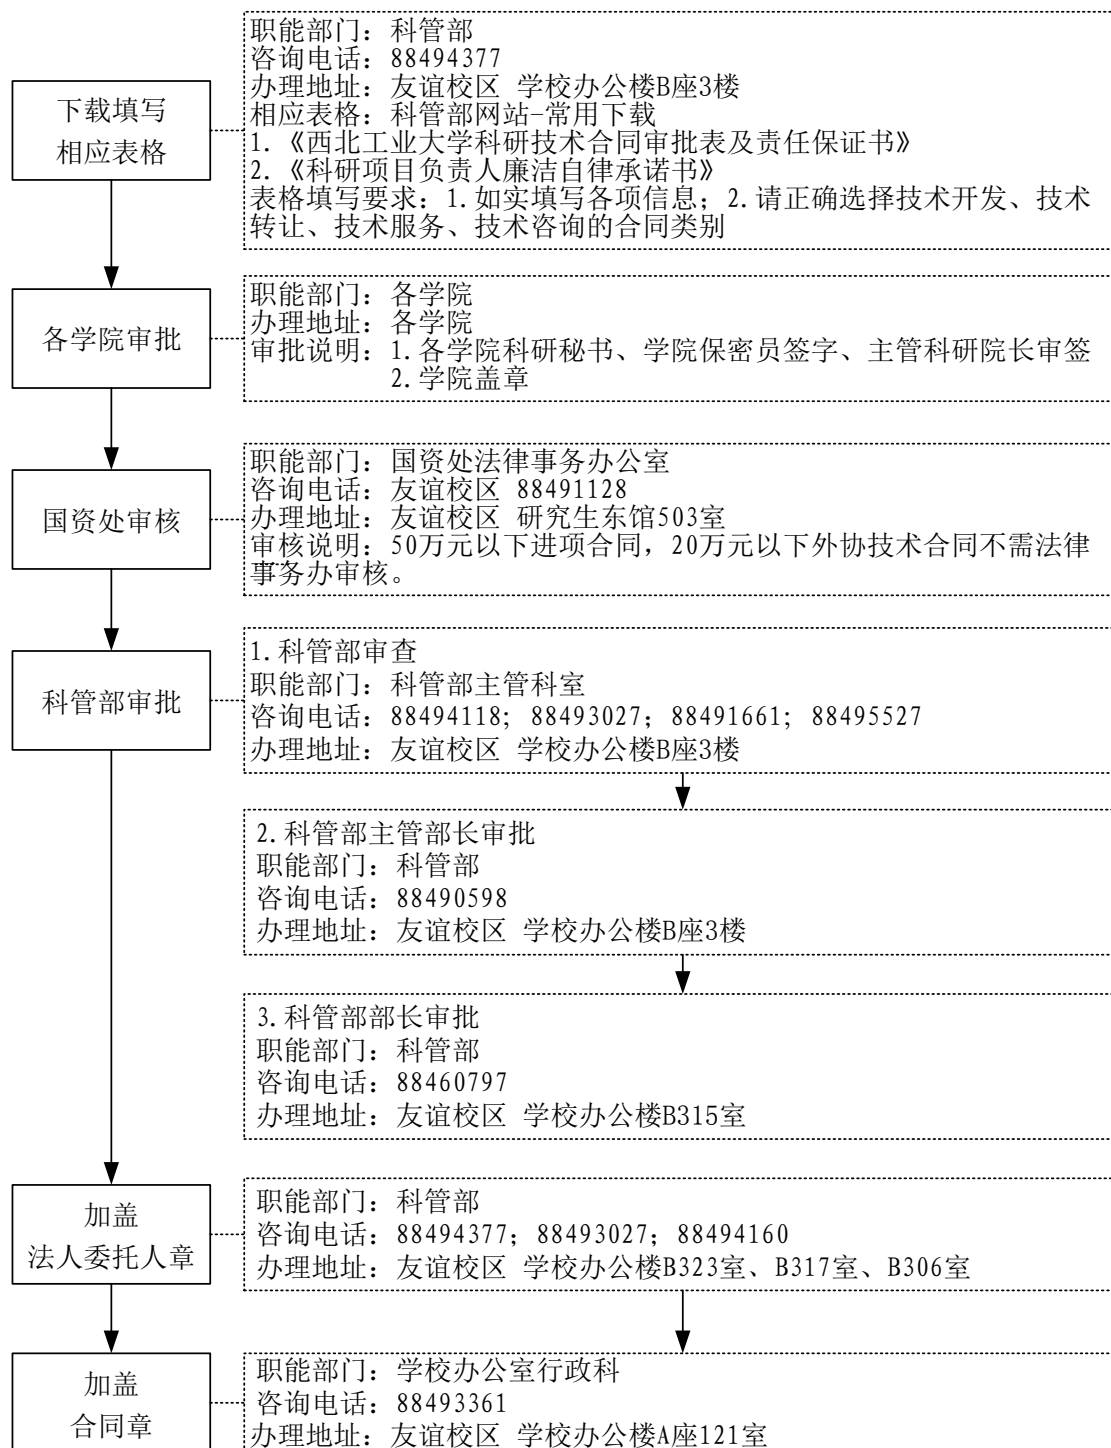 下载填写
相应表格
职能部门：科管部
咨询电话：88494377
办理地址：友谊校区 学校办公楼B座3楼
相应表格：科管部网站-常用下载
1.《西北工业大学科研技术合同审批表及责任保证书》
2.《科研项目负责人廉洁自律承诺书》
表格填写要求：1.如实填写各项信息；2.请正确选择技术开发、技术
转让、技术服务、技术咨询的合同类别
各学院审批
职能部门：各学院
办理地址：各学院
审批说明：1.各学院科研秘书、学院保密员签字、主管科研院长审签
2.学院盖章
国资处审核
职能部门：国资处法律事务办公室
咨询电话：友谊校区 88491128
办理地址：友谊校区 研究生东馆503室
审核说明：50万元以下进项合同，20万元以下外协技术合同不需法律
事务办审核。
科管部审批
1.科管部审查
职能部门：科管部主管科室
咨询电话：88494118；88493027；88491661；88495527
办理地址：友谊校区 学校办公楼B座3楼
2.科管部主管部长审批
职能部门：科管部
咨询电话：88490598
办理地址：友谊校区 学校办公楼B座3楼
3.科管部部长审批
职能部门：科管部
咨询电话：88460797
办理地址：友谊校区 学校办公楼B315室
加盖
法人委托人章
职能部门：科管部
咨询电话：88494377；88493027；88494160
办理地址：友谊校区 学校办公楼B323室、B317室、B306室
加盖
合同章
职能部门：学校办公室行政科
咨询电话：88493361
办理地址：友谊校区 学校办公楼A座121室